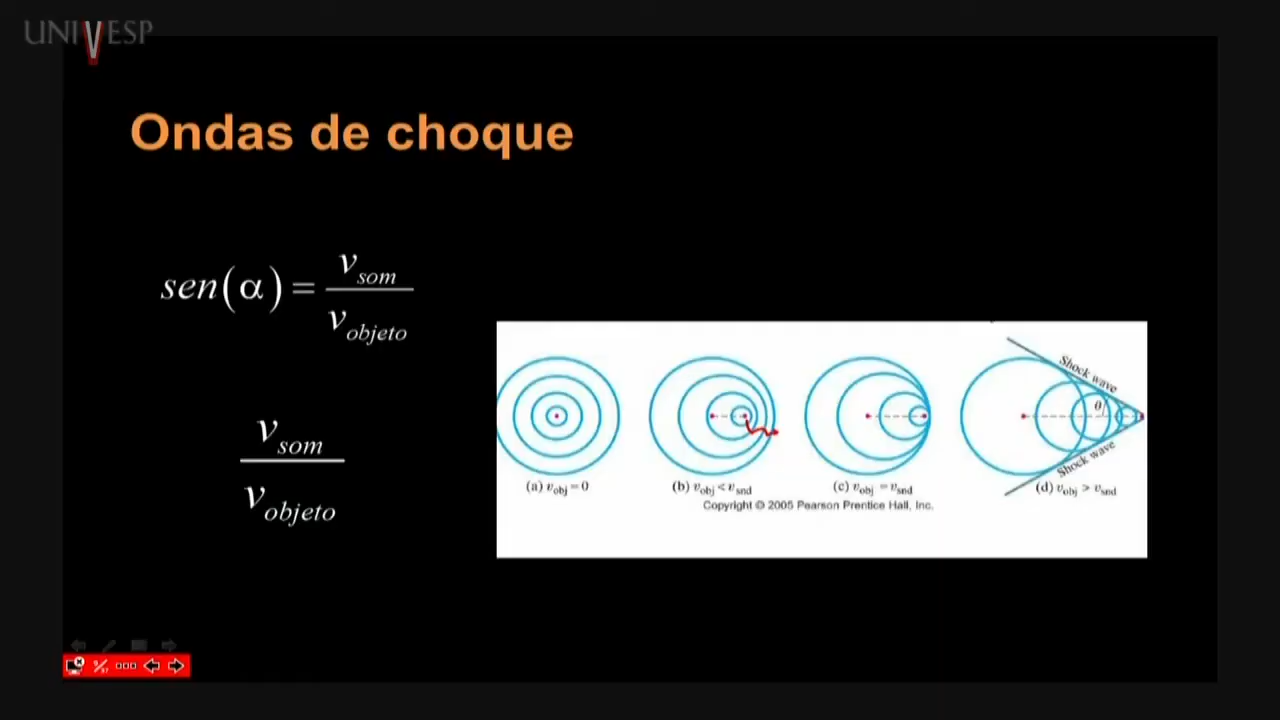 UNIVESP
Ondas de choque
sen(α) = v_som / v_objeto
v_som / v_objeto
Shock wave
θ
Shock wave
(a) v_obj = 0
(b) v_obj < v_snd
(c) v_obj = v_snd
(d) v_obj > v_snd
Copyright © 2005 Pearson Prentice Hall, Inc.